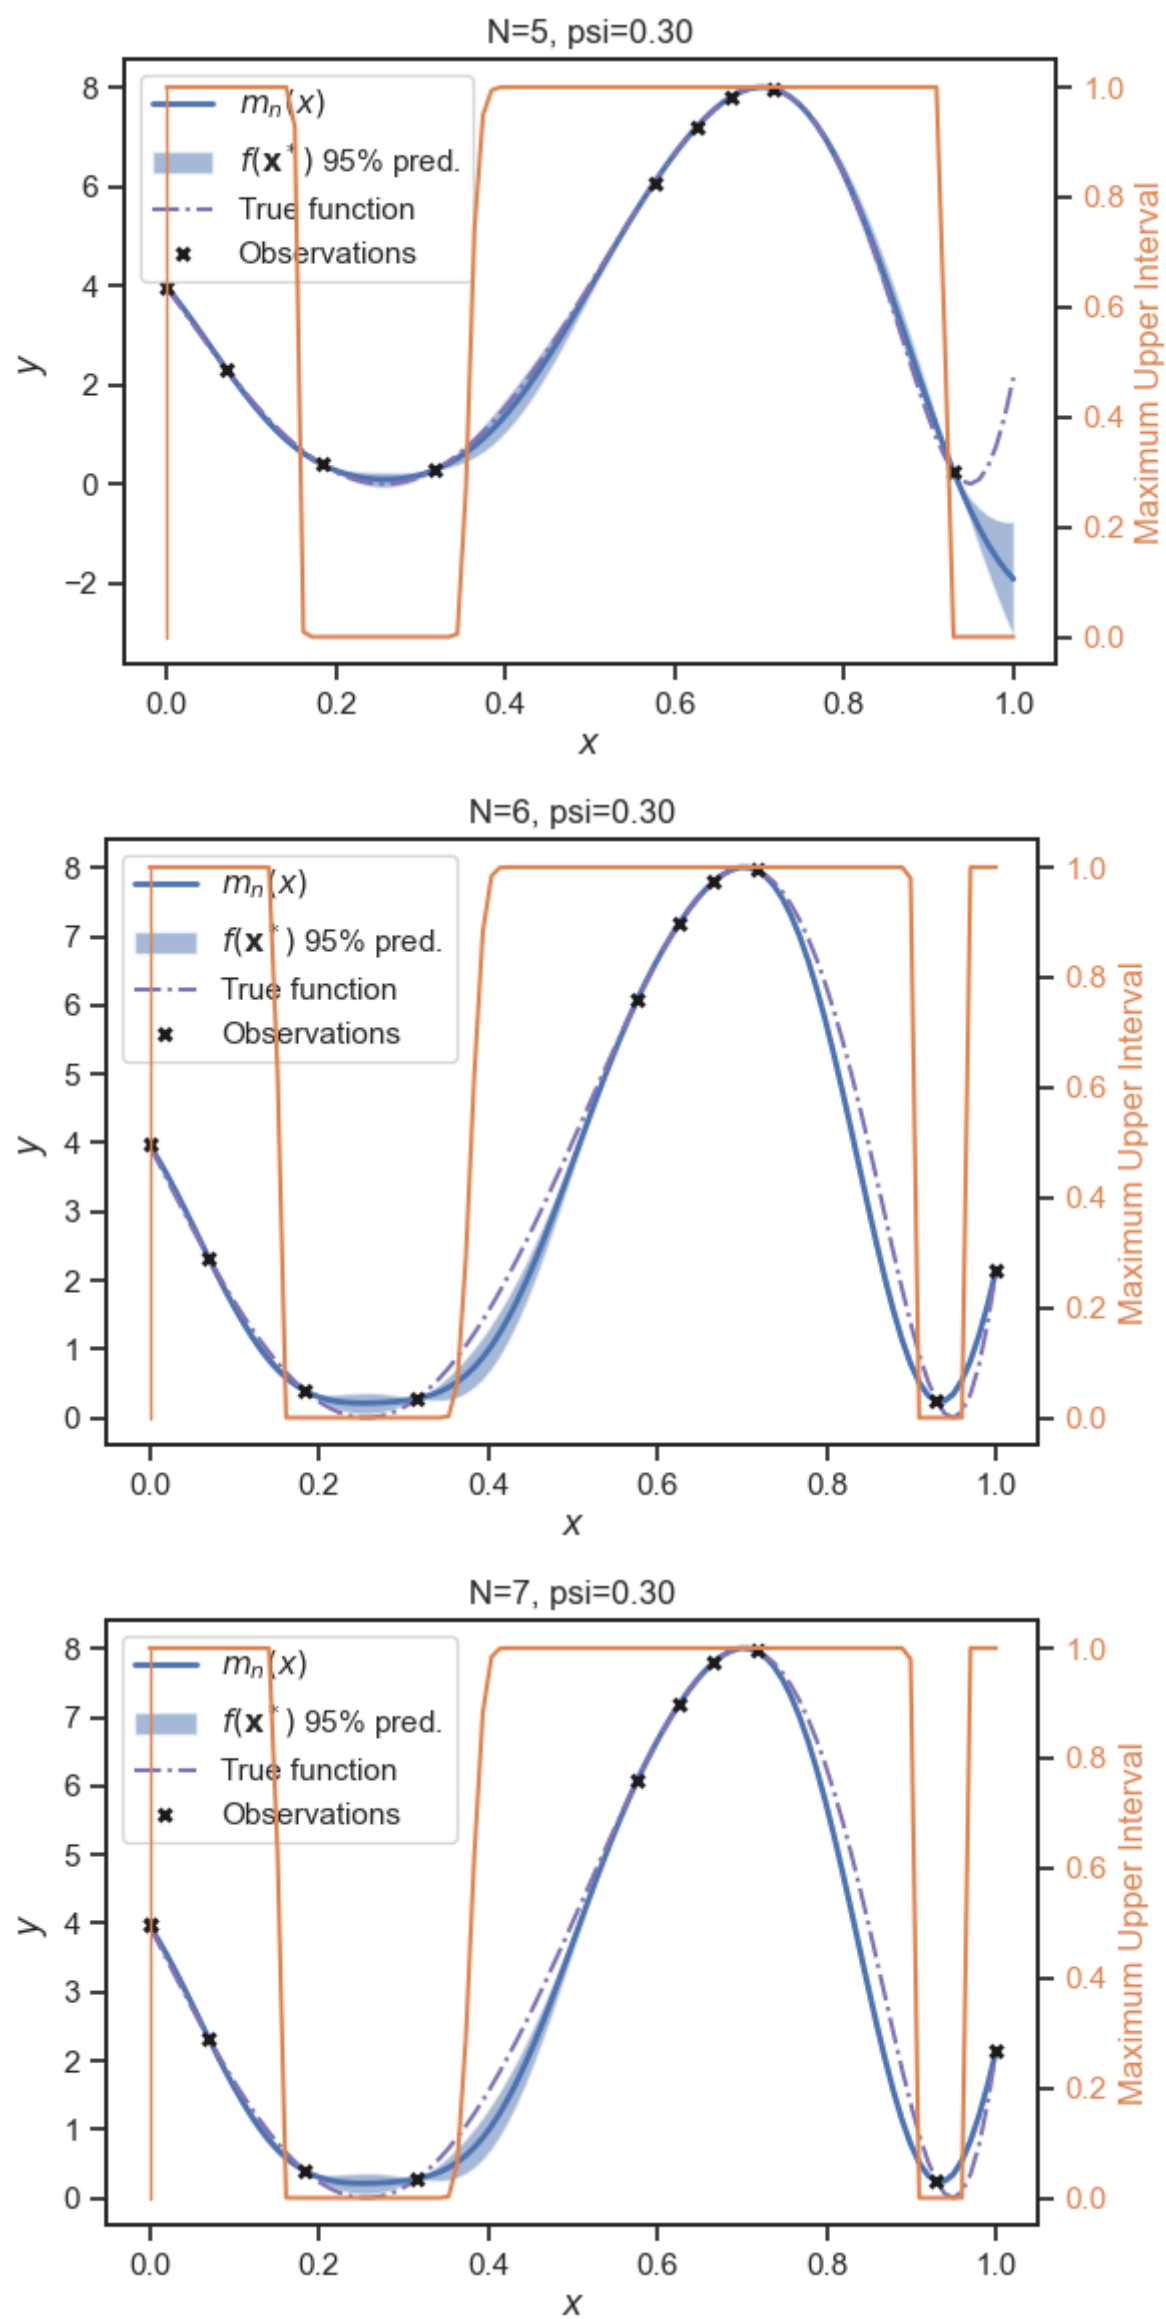 N=5, psi=0.30
mₙ(x)
f(𝐱*) 95% pred.
True function
Observations
8
6
4
2
0
−2
y
1.0
0.8
0.6
0.4
0.2
0.0
Maximum Upper Interval
0.0 0.2 0.4 0.6 0.8 1.0
x
N=6, psi=0.30
mₙ(x)
f(𝐱*) 95% pred.
True function
Observations
8
7
6
5
4
3
2
1
0
y
1.0
0.8
0.6
0.4
0.2
0.0
Maximum Upper Interval
0.0 0.2 0.4 0.6 0.8 1.0
x
N=7, psi=0.30
mₙ(x)
f(𝐱*) 95% pred.
True function
Observations
8
7
6
5
4
3
2
1
0
y
1.0
0.8
0.6
0.4
0.2
0.0
Maximum Upper Interval
0.0 0.2 0.4 0.6 0.8 1.0
x